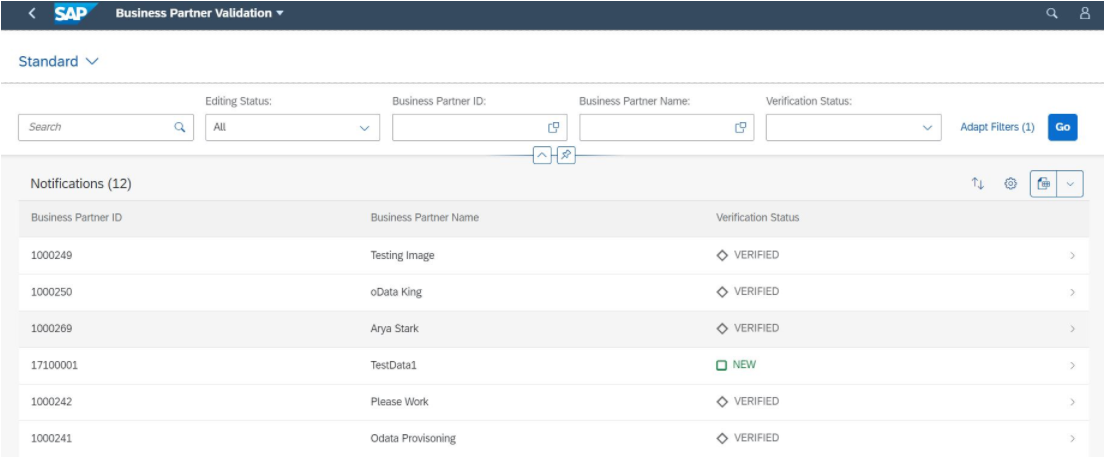 SAP Business Partner Validation
Standard
Editing Status: Business Partner ID: Business Partner Name: Verification Status:
Search All Adapt Filters (1) Go
Notifications (12)
Business Partner ID Business Partner Name Verification Status
1000249 Testing Image VERIFIED
1000250 oData King VERIFIED
1000269 Arya Stark VERIFIED
17100001 TestData1 NEW
1000242 Please Work VERIFIED
1000241 Odata Provisoning VERIFIED